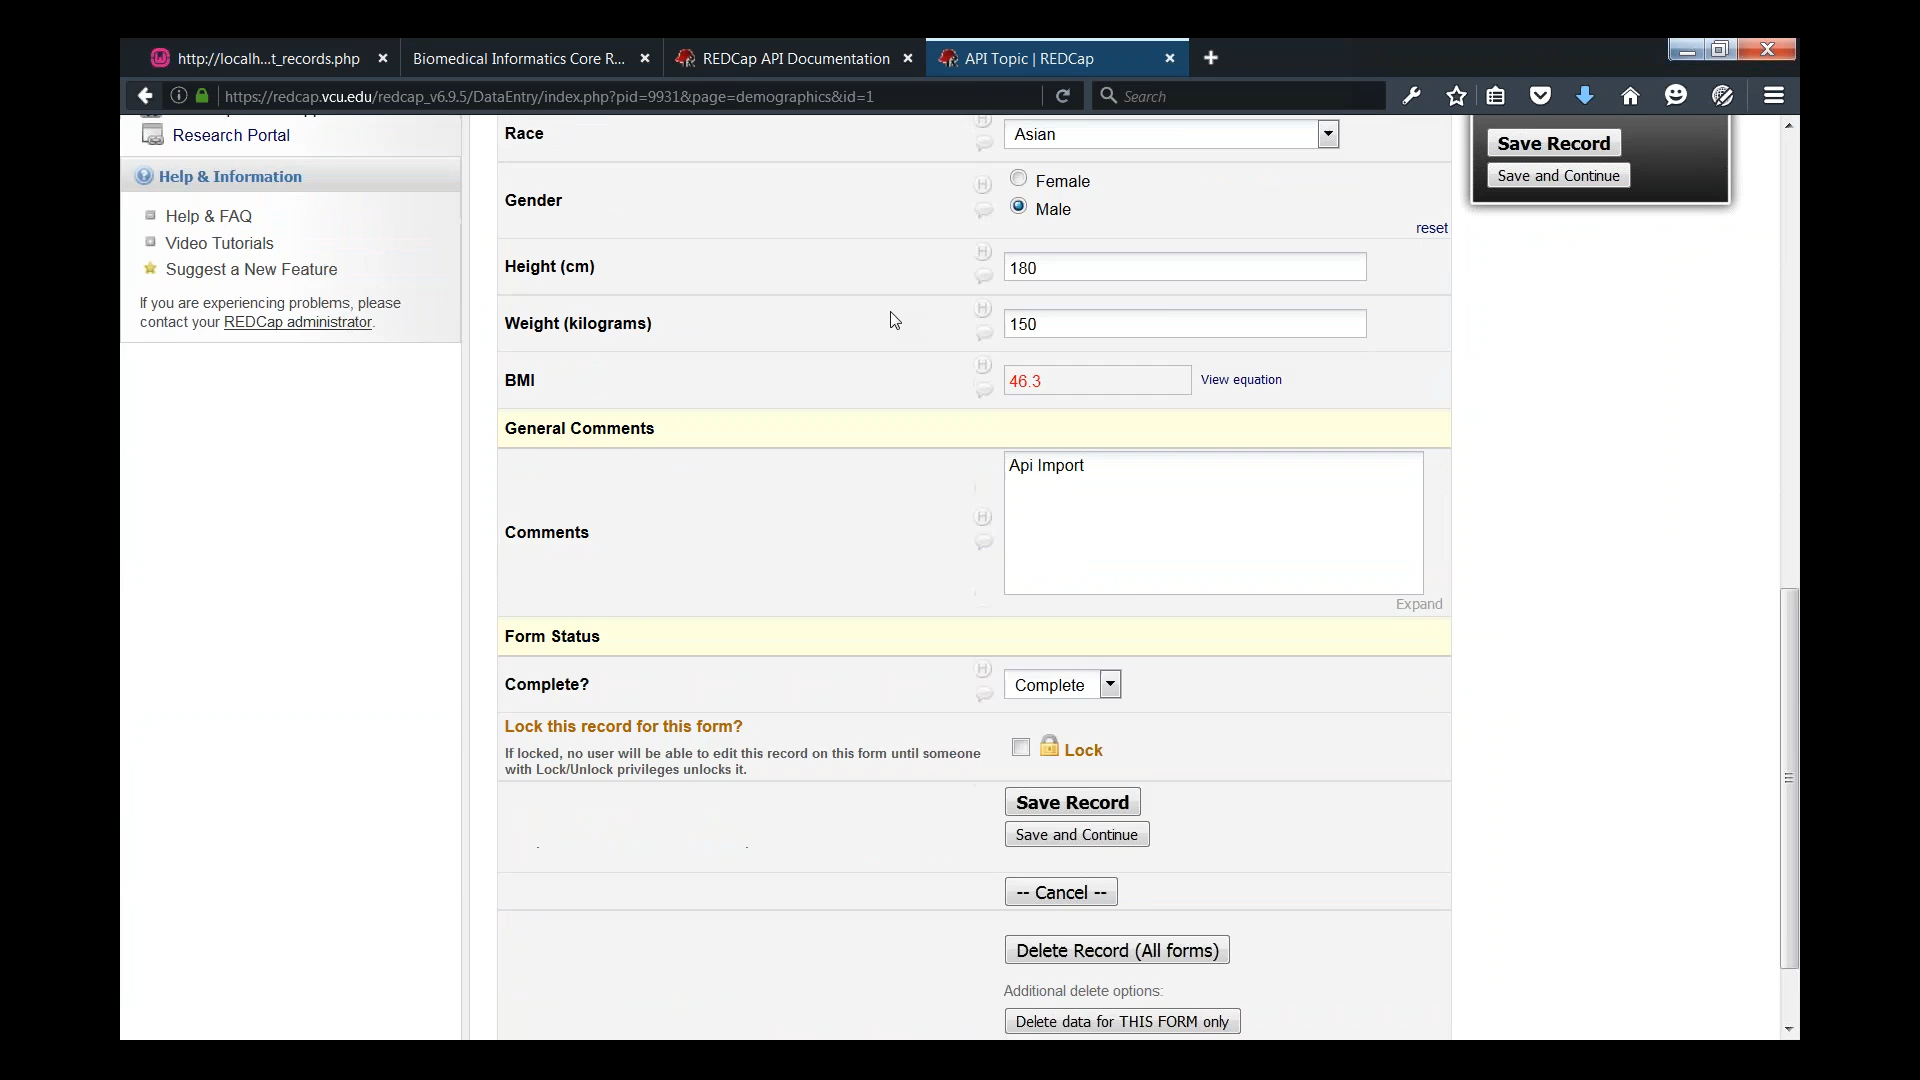 http://localh...t_records.php
Biomedical Informatics Core R...
REDCap API Documentation
API Topic | REDCap
https://redcap.vcu.edu/redcap_v6.9.5/DataEntry/index.php?pid=9931&page=demographics&id=1
Search
Research Portal
Help & Information
Help & FAQ
Video Tutorials
Suggest a New Feature
If you are experiencing problems, please
contact your REDCap administrator.
Race
Asian
Gender
Female
Male
reset
Height (cm)
180
Weight (kilograms)
150
BMI
46.3
View equation
General Comments
Comments
Api Import
Expand
Form Status
Complete?
Complete
Lock this record for this form?
If locked, no user will be able to edit this record on this form until someone
with Lock/Unlock privileges unlocks it.
Lock
Save Record
Save and Continue
-- Cancel --
Delete Record (All forms)
Additional delete options:
Delete data for THIS FORM only
Save Record
Save and Continue